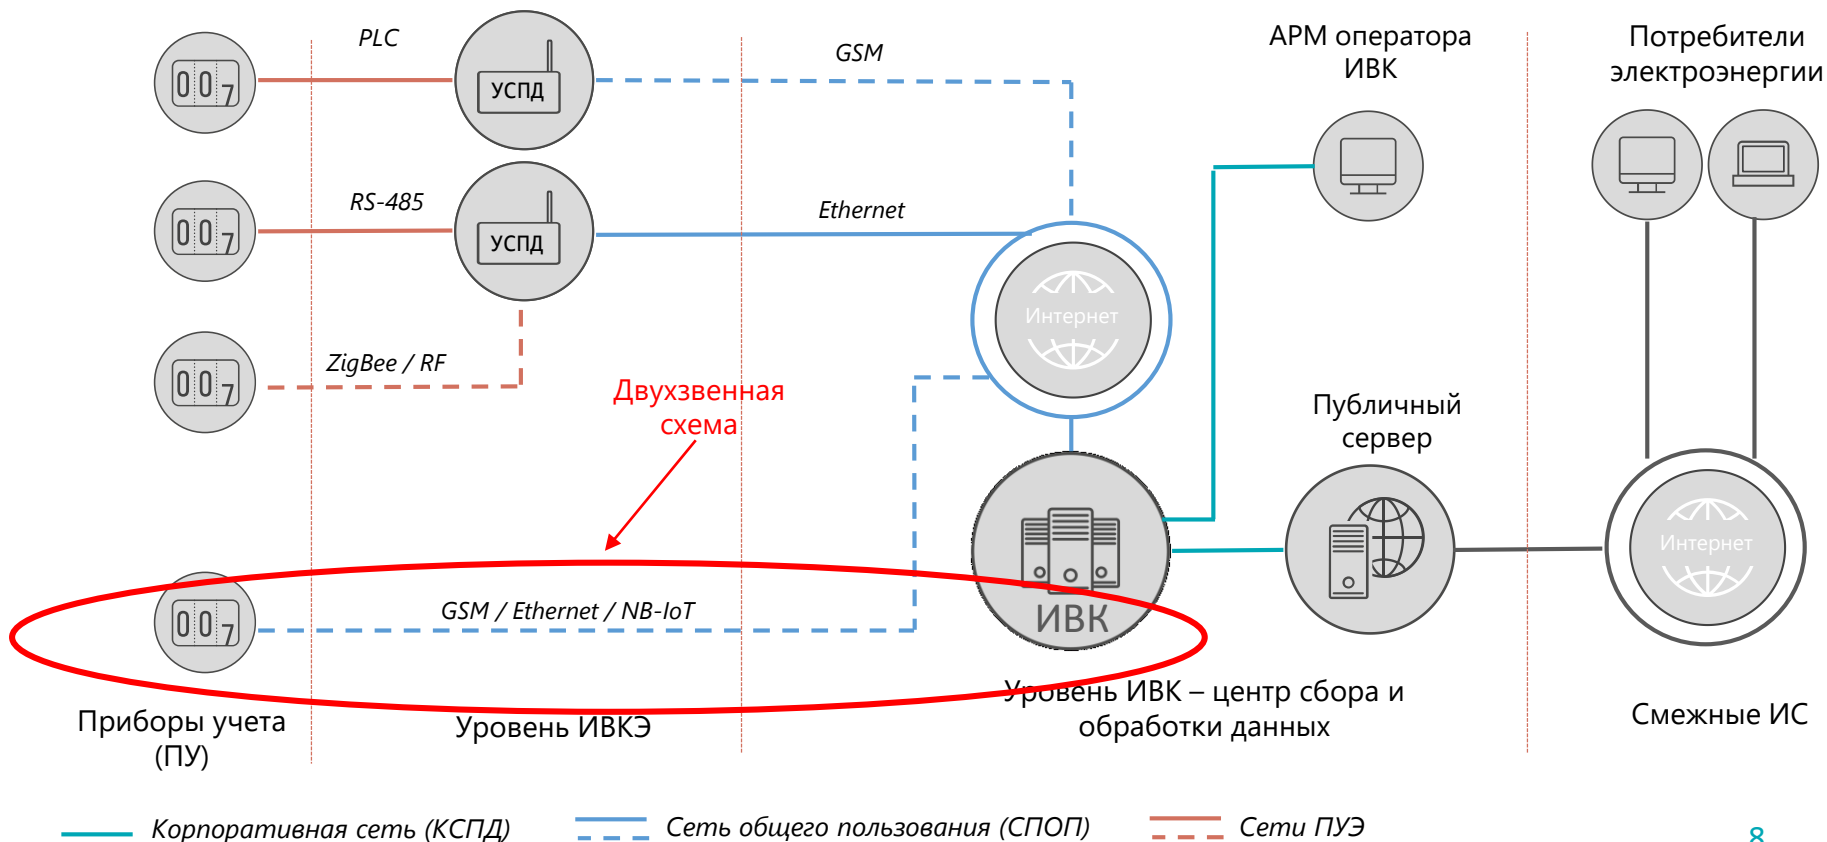 PLC
GSM
АРМ оператора
ИВК
Потребители
электроэнергии
007
УСПД
RS-485
Ethernet
007
УСПД
Интернет
ZigBee / RF
007
Двухзвенная
схема
Публичный
сервер
Интернет
GSM / Ethernet / NB-IoT
007
ИВК
Приборы учета
(ПУ)
Уровень ИВКЭ
Уровень ИВК – центр сбора и
обработки данных
Смежные ИС
Корпоративная сеть (КСПД)
Сеть общего пользования (СПОП)
Сети ПУЭ
8